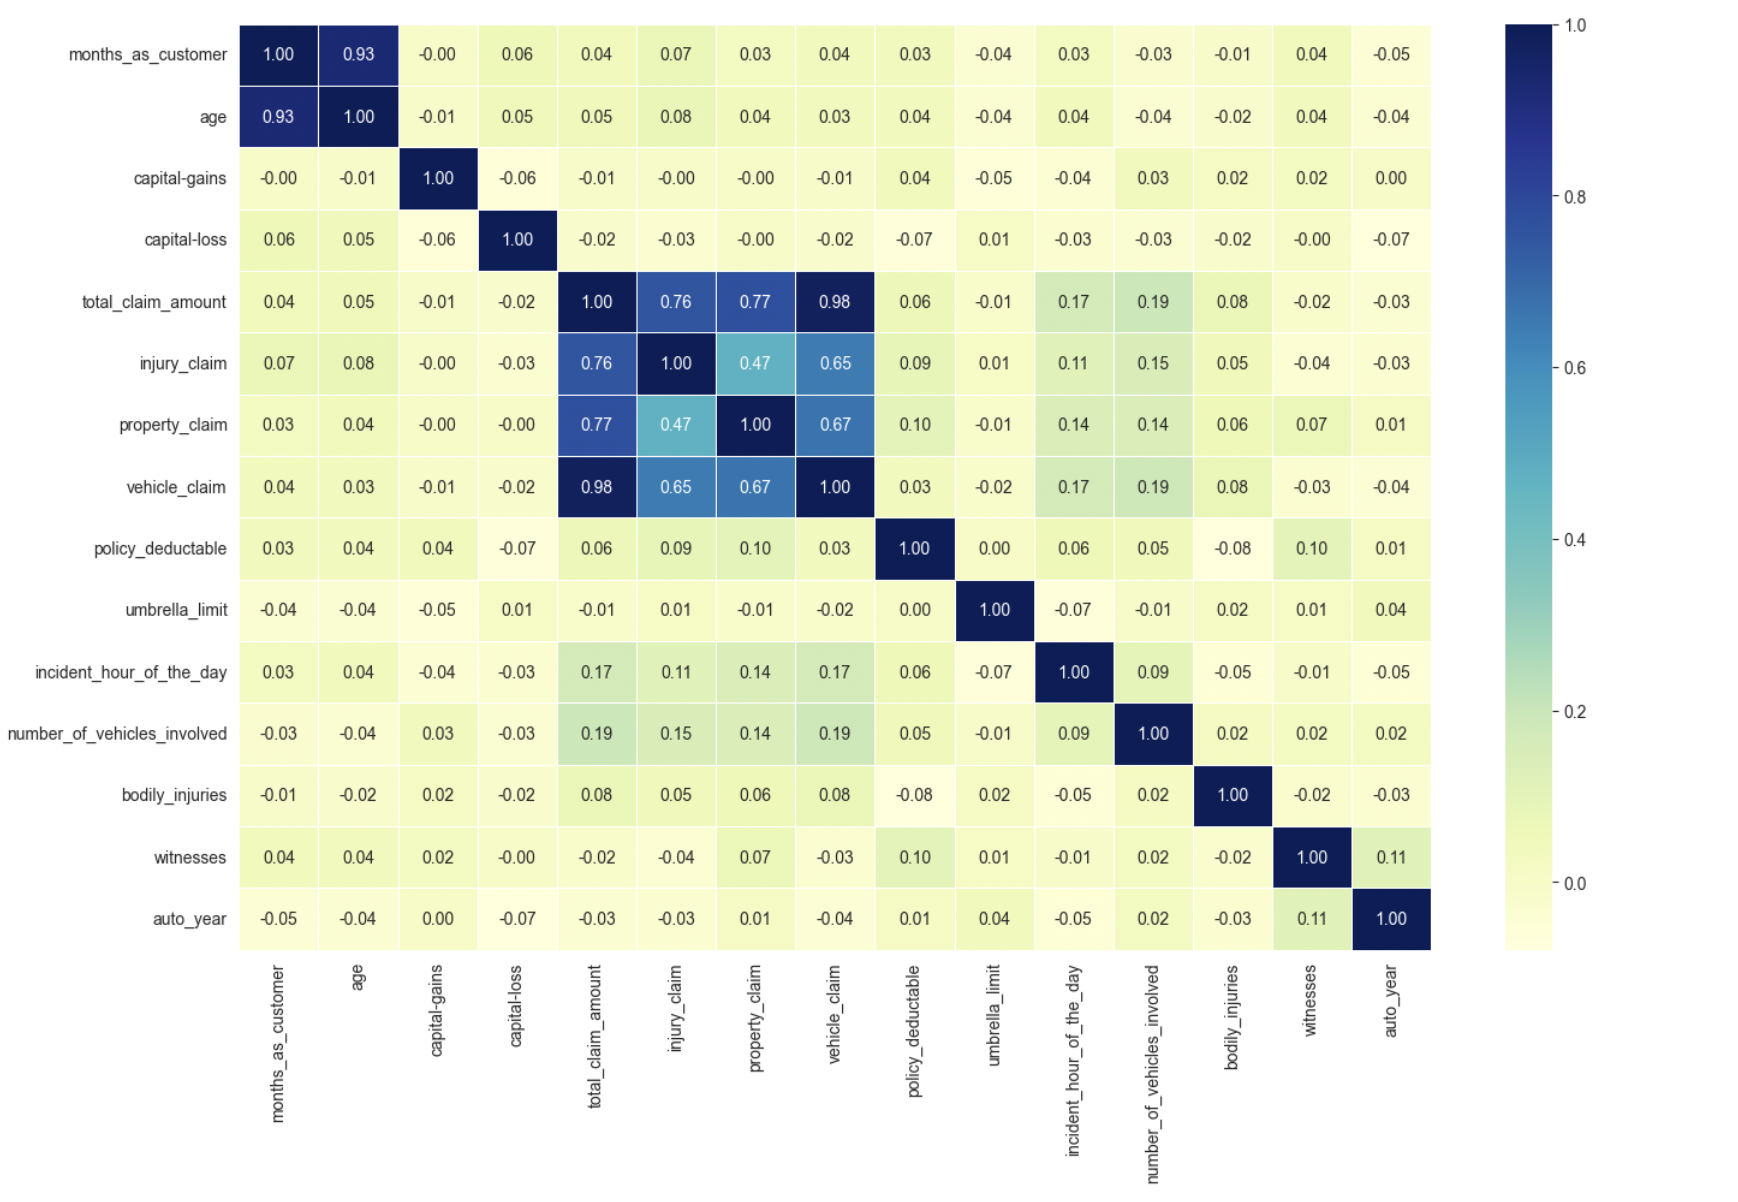 months_as_customer 1.00 0.93 -0.00 0.06 0.04 0.07 0.03 0.04 0.03 -0.04 0.03 -0.03 -0.01 0.04 -0.05
age 0.93 1.00 -0.01 0.05 0.05 0.08 0.04 0.03 0.04 -0.04 0.04 -0.04 -0.02 0.04 -0.04
capital-gains -0.00 -0.01 1.00 -0.06 -0.01 -0.00 -0.00 -0.01 0.04 -0.05 -0.04 0.03 0.02 0.02 0.00
capital-loss 0.06 0.05 -0.06 1.00 -0.02 -0.03 -0.00 -0.02 -0.07 0.01 -0.03 -0.03 -0.02 -0.00 -0.07
total_claim_amount 0.04 0.05 -0.01 -0.02 1.00 0.76 0.77 0.98 0.06 -0.01 0.17 0.19 0.08 -0.02 -0.03
injury_claim 0.07 0.08 -0.00 -0.03 0.76 1.00 0.47 0.65 0.09 0.01 0.11 0.15 0.05 -0.04 -0.03
property_claim 0.03 0.04 -0.00 -0.00 0.77 0.47 1.00 0.67 0.10 -0.01 0.14 0.14 0.06 0.07 0.01
vehicle_claim 0.04 0.03 -0.01 -0.02 0.98 0.65 0.67 1.00 0.03 -0.02 0.17 0.19 0.08 -0.03 -0.04
policy_deductable 0.03 0.04 0.04 -0.07 0.06 0.09 0.10 0.03 1.00 0.00 0.06 0.05 -0.08 0.10 0.01
umbrella_limit -0.04 -0.04 -0.05 0.01 -0.01 0.01 -0.01 -0.02 0.00 1.00 -0.07 -0.01 0.02 0.01 0.04
incident_hour_of_the_day 0.03 0.04 -0.04 -0.03 0.17 0.11 0.14 0.17 0.06 -0.07 1.00 0.09 -0.05 -0.01 -0.05
number_of_vehicles_involved -0.03 -0.04 0.03 -0.03 0.19 0.15 0.14 0.19 0.05 -0.01 0.09 1.00 0.02 0.02 0.02
bodily_injuries -0.01 -0.02 0.02 -0.02 0.08 0.05 0.06 0.08 -0.08 0.02 -0.05 0.02 1.00 -0.02 -0.03
witnesses 0.04 0.04 0.02 -0.00 -0.02 -0.04 0.07 -0.03 0.10 0.01 -0.01 0.02 -0.02 1.00 0.11
auto_year -0.05 -0.04 0.00 -0.07 -0.03 -0.03 0.01 -0.04 0.01 0.04 -0.05 0.02 -0.03 0.11 1.00
months_as_customer
age
capital-gains
capital-loss
total_claim_amount
injury_claim
property_claim
vehicle_claim
policy_deductable
umbrella_limit
incident_hour_of_the_day
number_of_vehicles_involved
bodily_injuries
witnesses
auto_year
1.0
0.8
0.6
0.4
0.2
0.0